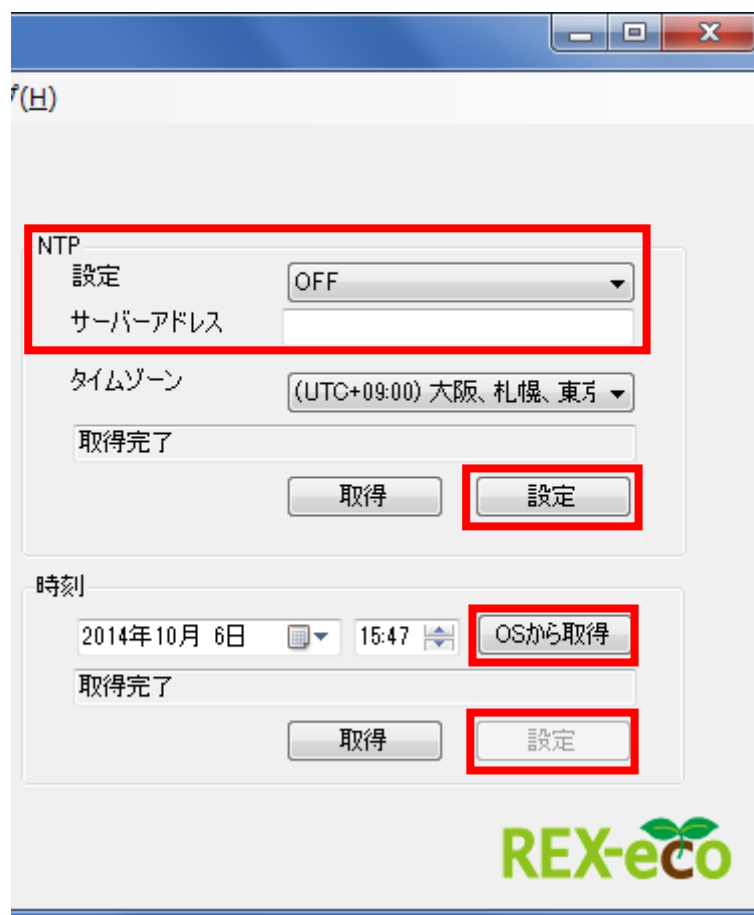 (H)
NTP
設定 OFF
サーバーアドレス
タイムゾーン (UTC+09:00) 大阪、札幌、東
取得完了
取得 設定
時刻
2014年10月 6日 15:47 OSから取得
取得完了
取得 設定
REX-eco